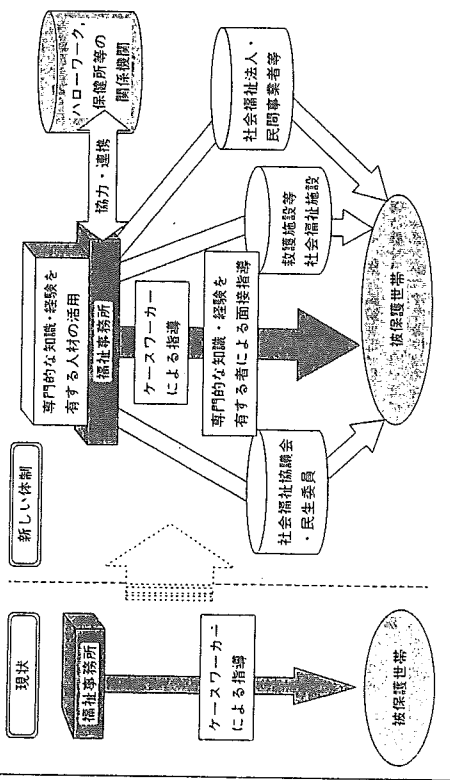 現状
福祉事務所
ケースワーカー
による指導
被保護世帯
新しい体制
専門的な知識・経験を
有する人材の活用
福祉事務所
協力・連携
ハローワーク,
保健所等の
関係機関
ケースワーカー
による指導
専門的な知識・経験を
有する者による面接指導
社会福祉協議会
・民生委員
救護施設等
社会福祉施設
社会福祉法人・
民間事業者等
被保護世帯